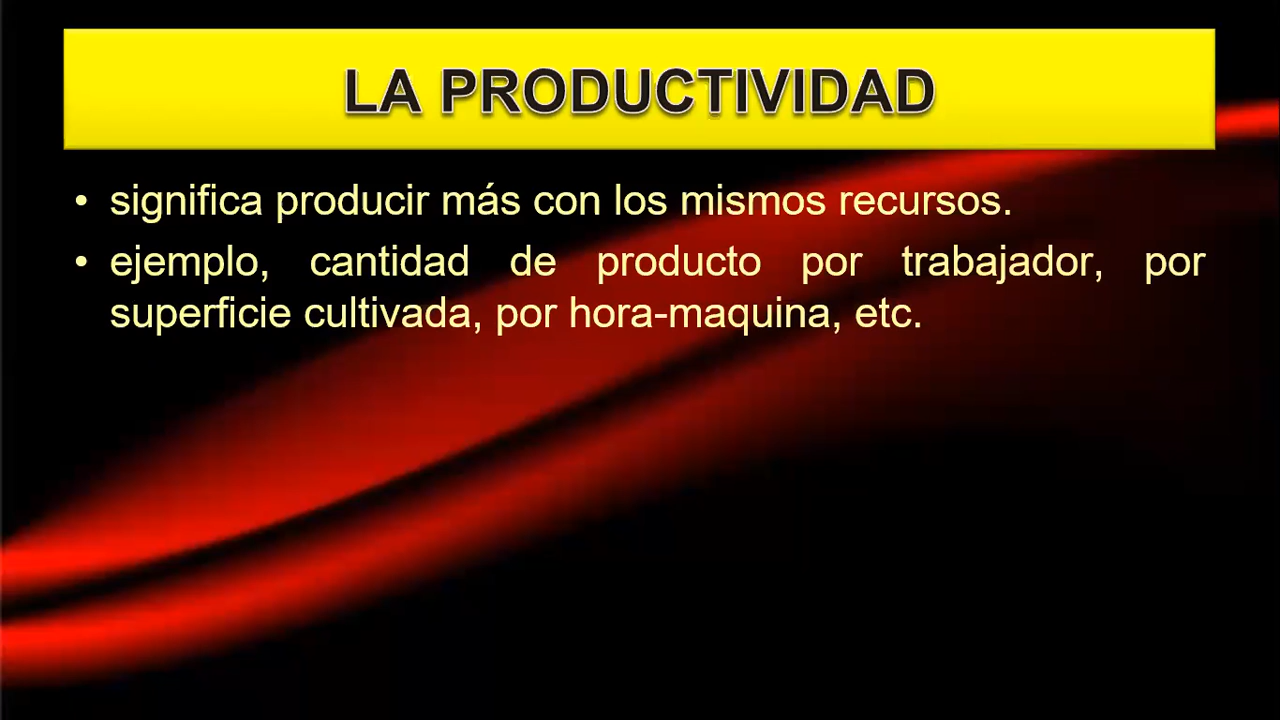 LA PRODUCTIVIDAD
• significa producir más con los mismos recursos.
• ejemplo, cantidad de producto por trabajador, por
superficie cultivada, por hora-maquina, etc.